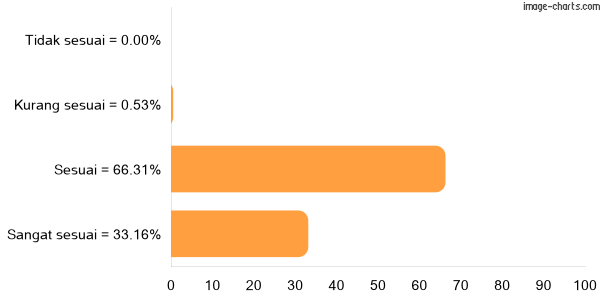 image-charts.com
Tidak sesuai = 0.00%
Kurang sesuai = 0.53%
Sesuai = 66.31%
Sangat sesuai = 33.16%
0 10 20 30 40 50 60 70 80 90 100